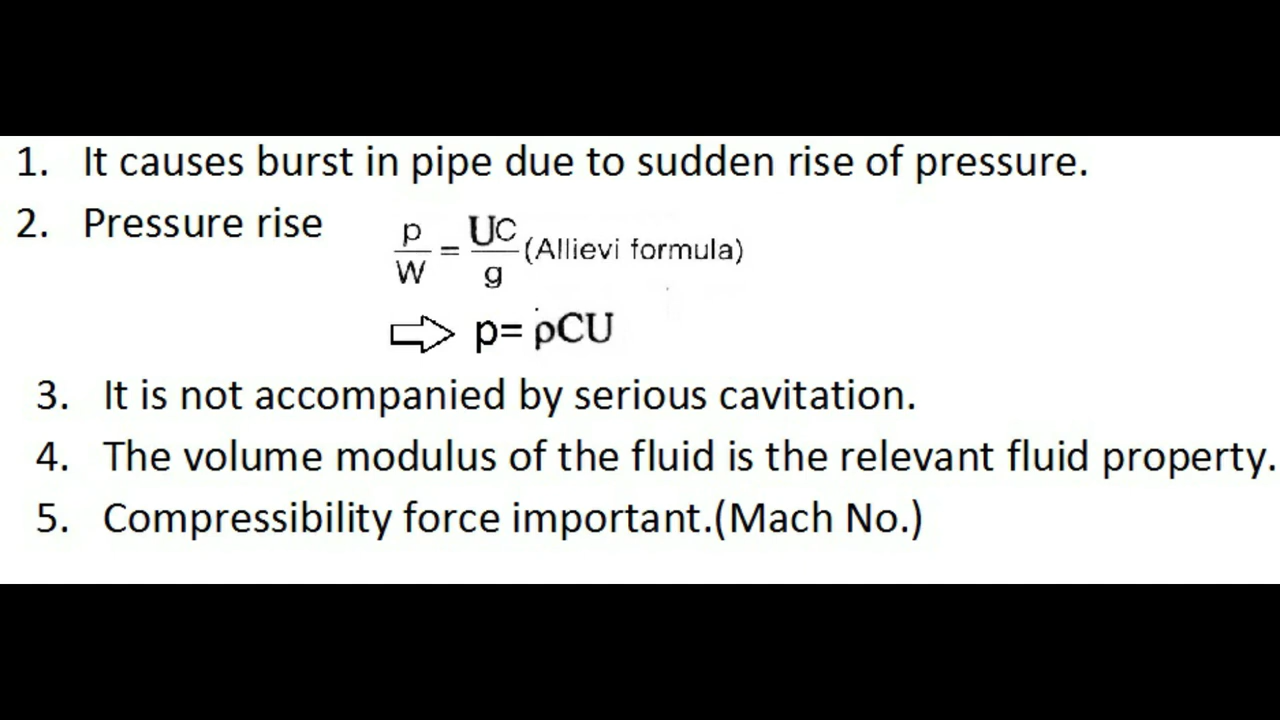 1. It causes burst in pipe due to sudden rise of pressure.
2. Pressure rise p/W = UC/g (Allievi formula)
⇨ p= ρCU
3. It is not accompanied by serious cavitation.
4. The volume modulus of the fluid is the relevant fluid property.
5. Compressibility force important.(Mach No.)